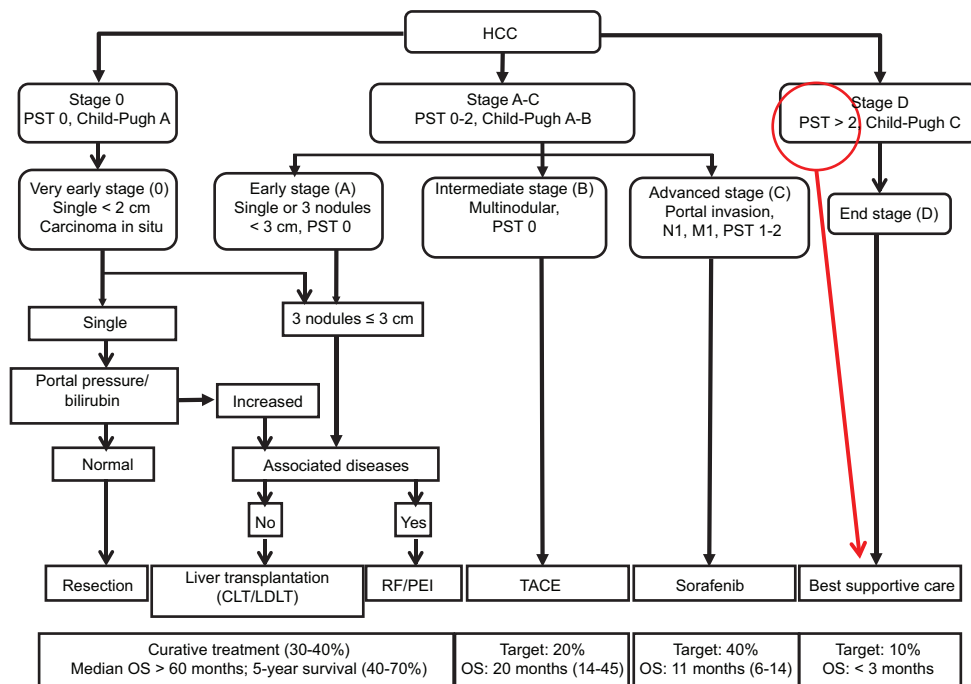 HCC
Stage 0
PST 0, Child-Pugh A
Stage A-C
PST 0-2, Child-Pugh A-B
Stage D
PST > 2, Child-Pugh C
Very early stage (0)
Single < 2 cm
Carcinoma in situ
Early stage (A)
Single or 3 nodules
< 3 cm, PST 0
Intermediate stage (B)
Multinodular,
PST 0
Advanced stage (C)
Portal invasion,
N1, M1, PST 1-2
End stage (D)
Single
3 nodules ≤ 3 cm
Portal pressure/
bilirubin
Increased
Normal
Associated diseases
No
Yes
Resection
Liver transplantation
(CLT/LDLT)
RF/PEI
TACE
Sorafenib
Best supportive care
Curative treatment (30-40%)
Median OS > 60 months; 5-year survival (40-70%)
Target: 20%
OS: 20 months (14-45)
Target: 40%
OS: 11 months (6-14)
Target: 10%
OS: < 3 months